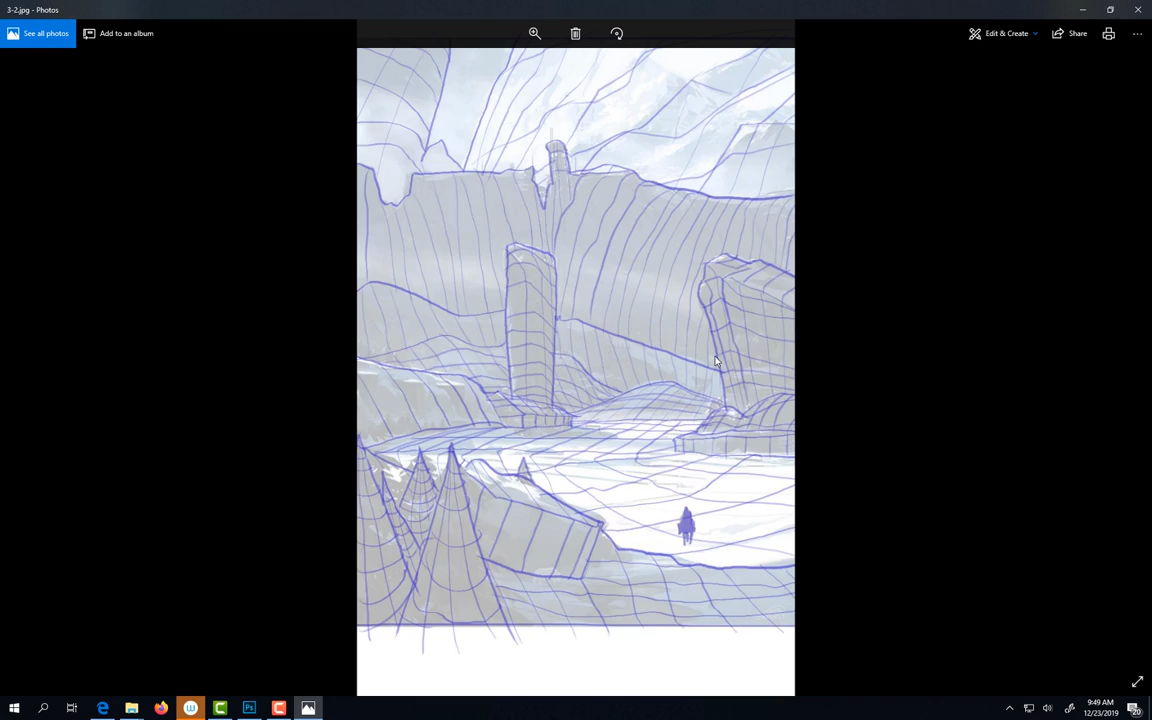 3-2.jpg - Photos
See all photos
Add to an album
Edit & Create
Share
9:49 AM
12/23/2019
20